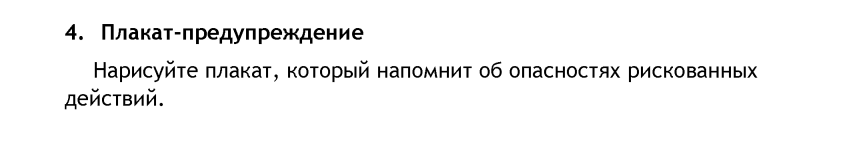 4. Плакат-предупреждение
Нарисуйте плакат, который напомнит об опасностях рискованных
действий.